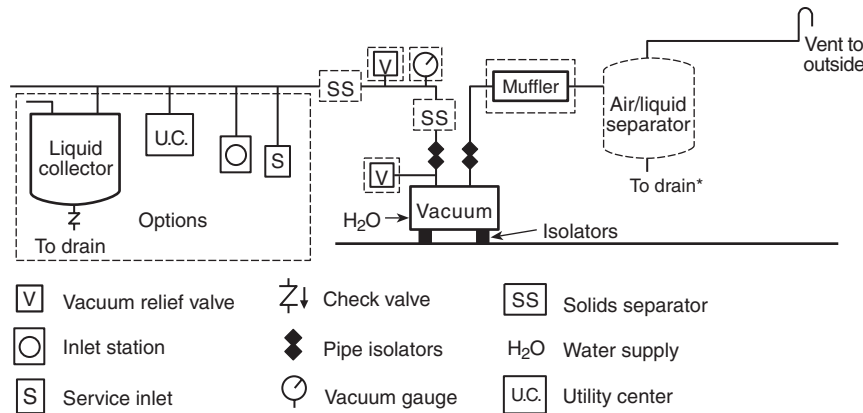 Vent to
outside
V
SS
Muffler
Air/liquid
separator
SS
Liquid
collector
U.C.
S
V
To drain*
H₂O
Vacuum
Options
To drain
Isolators
V Vacuum relief valve
Check valve
SS Solids separator
Inlet station
Pipe isolators
H₂O Water supply
S Service inlet
Vacuum gauge
U.C. Utility center